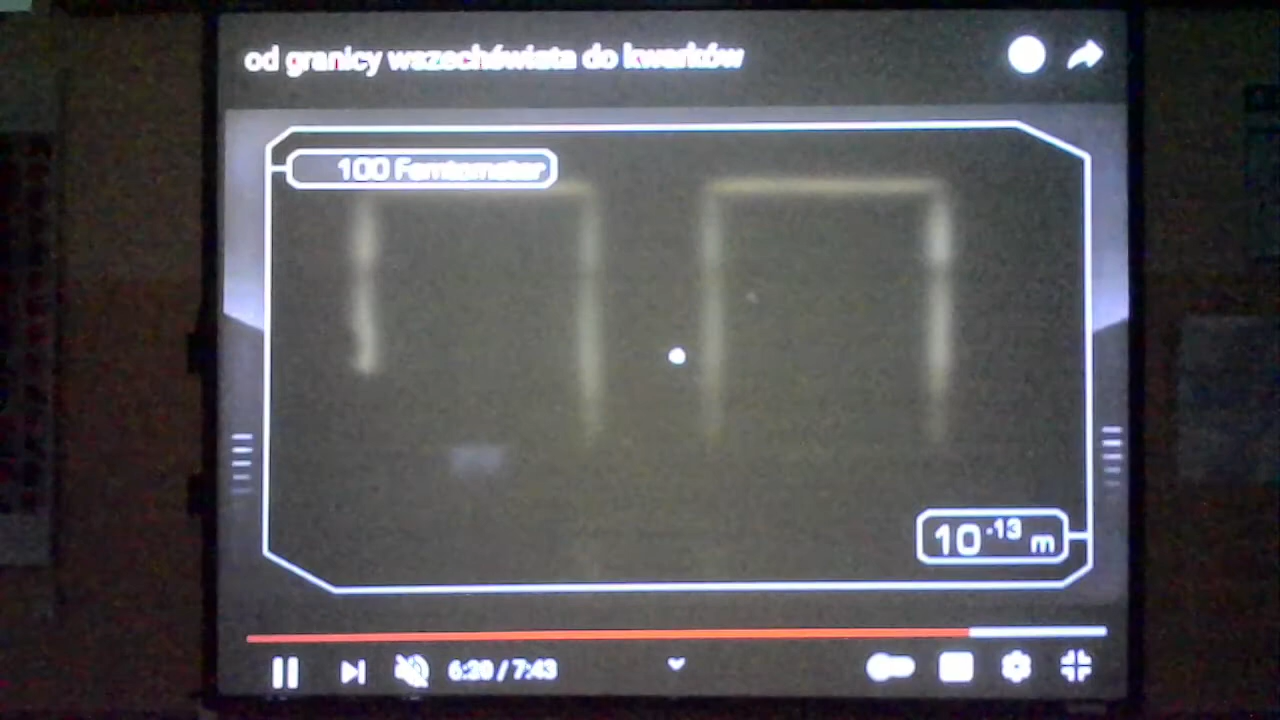 od granicy wszechświata do kwarków
100 Femtometer
10⁻¹³ m
6:20 / 7:43